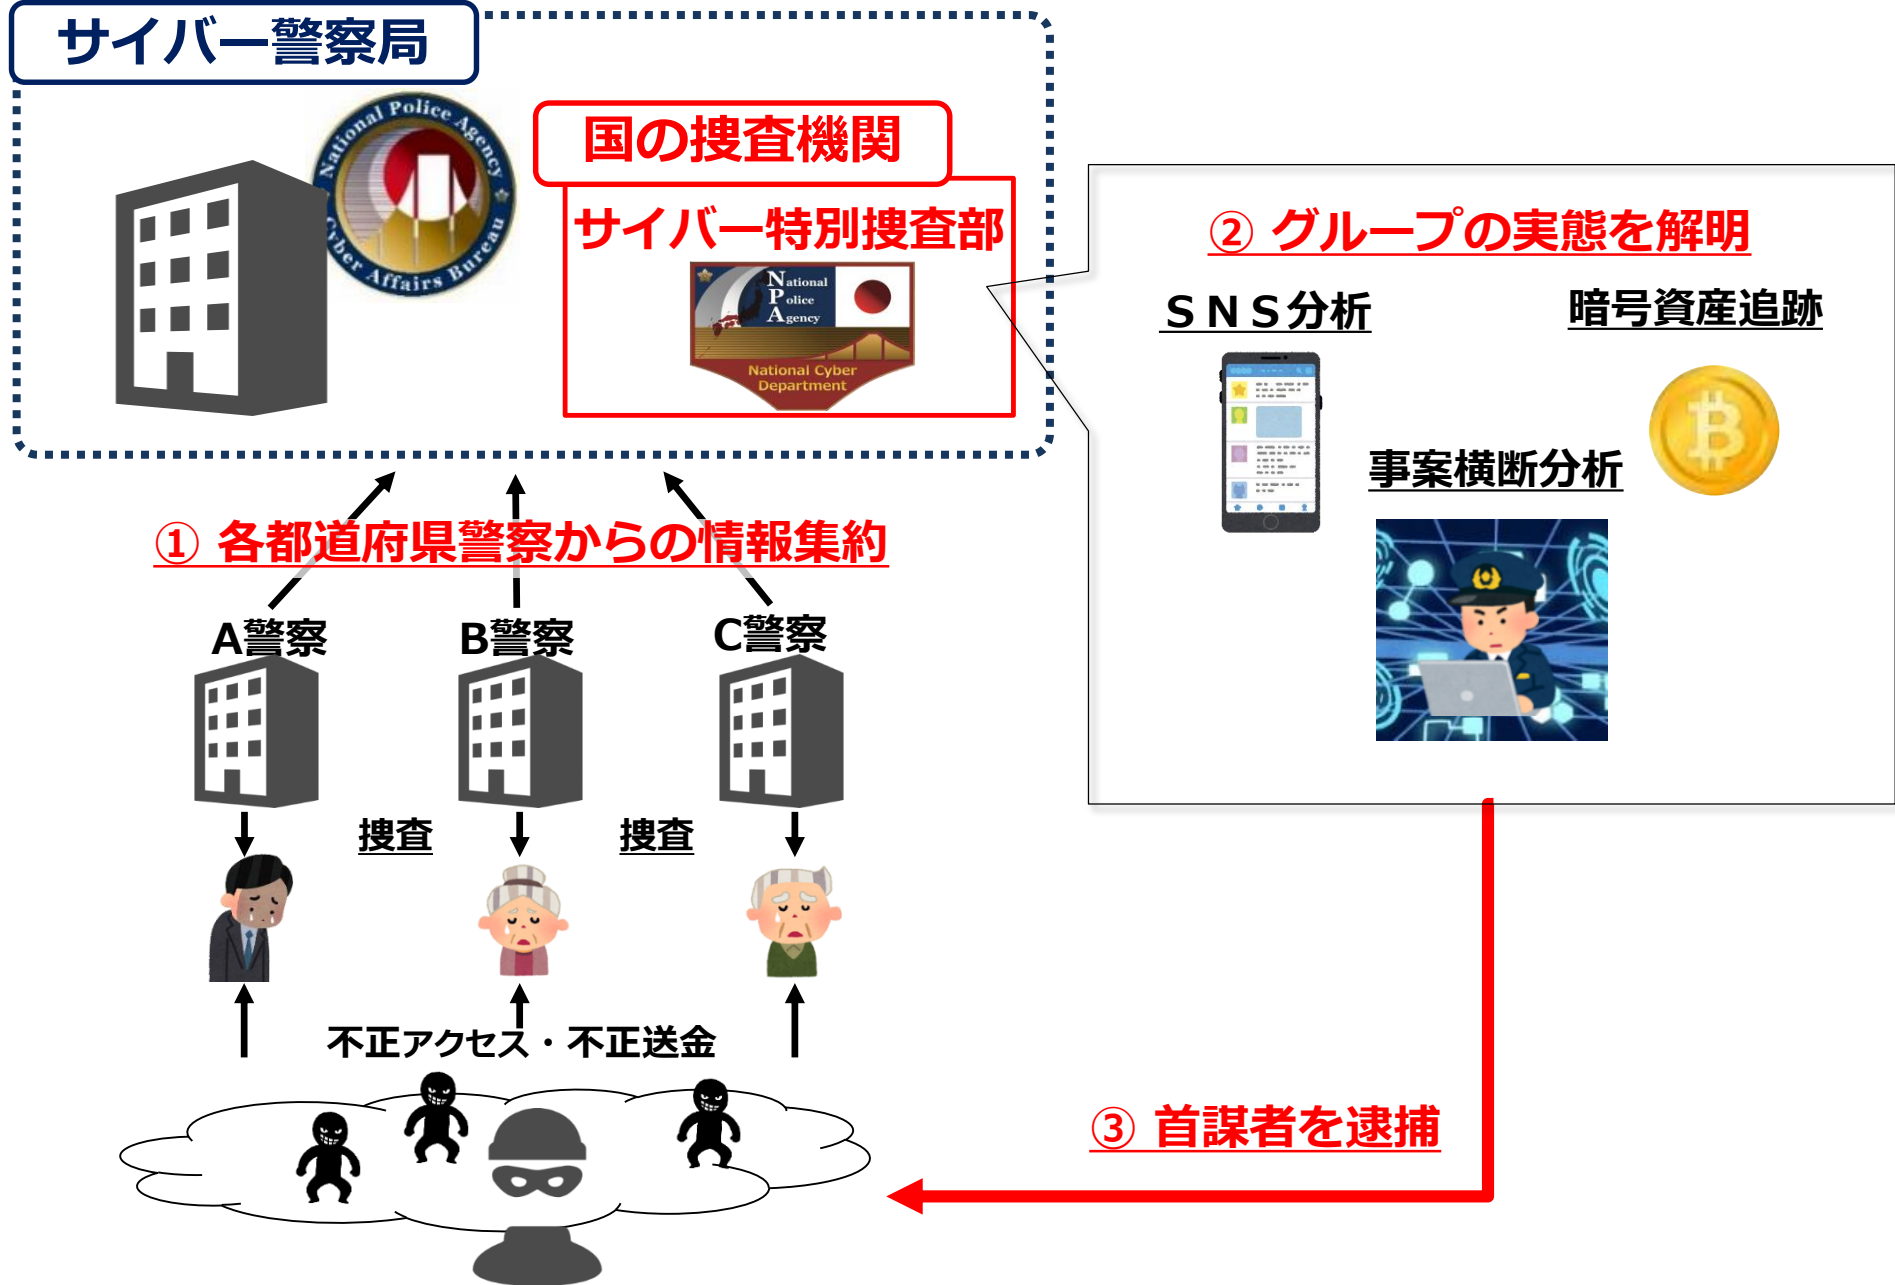 サイバー警察局
National Police Agency
Cyber Affairs Bureau
国の捜査機関
サイバー特別捜査部
National
Police
Agency
National Cyber
Department
② グループの実態を解明
ＳＮＳ分析
暗号資産追跡
事案横断分析
① 各都道府県警察からの情報集約
A警察
B警察
C警察
捜査
捜査
不正アクセス・不正送金
③ 首謀者を逮捕